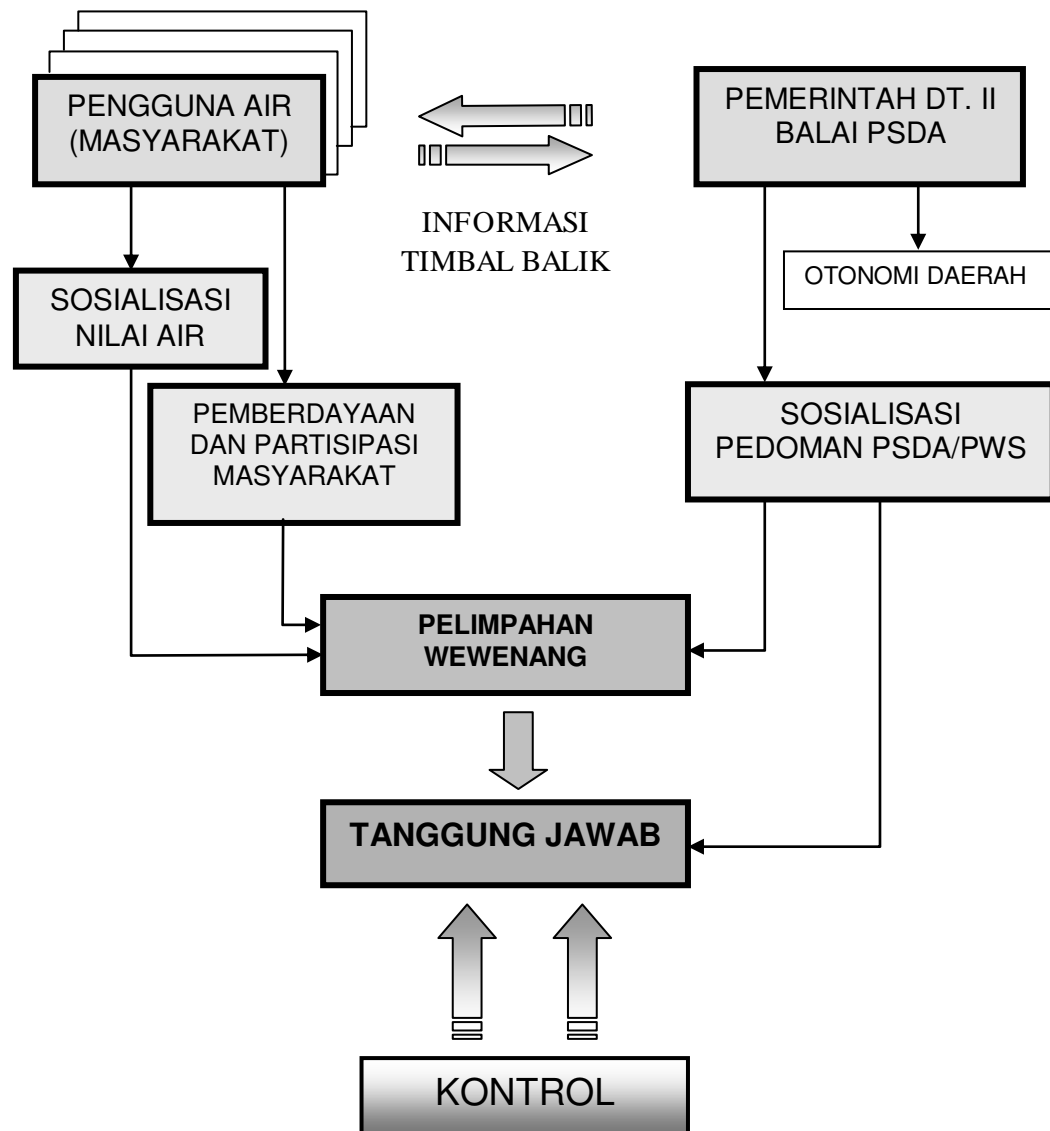 PENGGUNA AIR
(MASYARAKAT)
PEMERINTAH DT. II
BALAI PSDA
INFORMASI
TIMBAL BALIK
OTONOMI DAERAH
SOSIALISASI
NILAI AIR
PEMBERDAYAAN
DAN PARTISIPASI
MASYARAKAT
SOSIALISASI
PEDOMAN PSDA/PWS
PELIMPAHAN
WEWENANG
TANGGUNG JAWAB
KONTROL